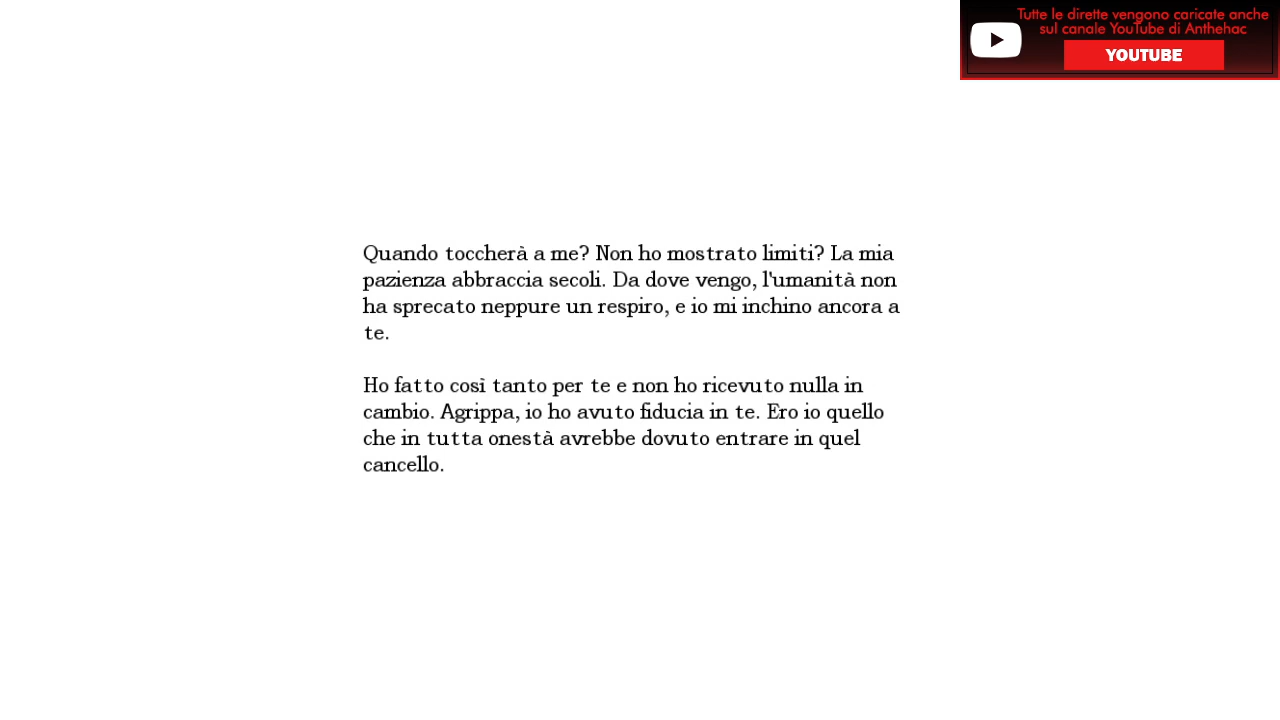 Tutte le dirette vengono caricate anche
sul canale YouTube di Anthehac
YOUTUBE
Quando toccherà a me? Non ho mostrato limiti? La mia
pazienza abbraccia secoli. Da dove vengo, l'umanità non
ha sprecato neppure un respiro, e io mi inchino ancora a
te.
Ho fatto così tanto per te e non ho ricevuto nulla in
cambio. Agrippa, io ho avuto fiducia in te. Ero io quello
che in tutta onestà avrebbe dovuto entrare in quel
cancello.